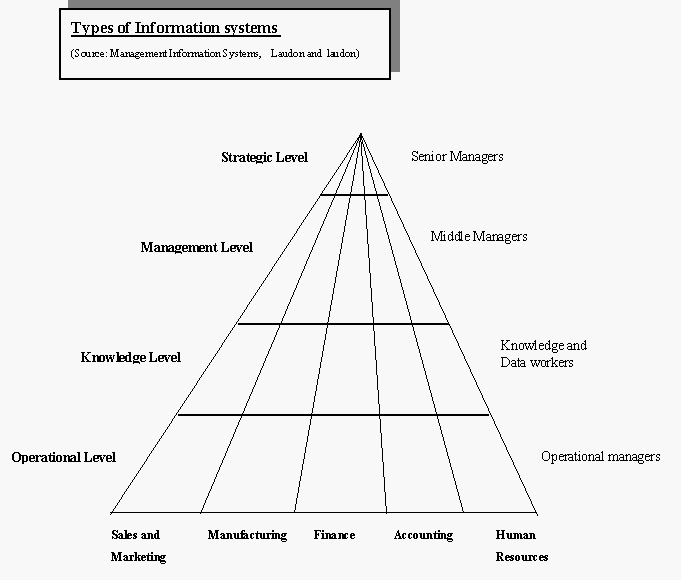 Types of Information systems
(Source: Management Information Systems, Laudon and laudon)
Strategic Level
Senior Managers
Management Level
Middle Managers
Knowledge Level
Knowledge and
Data workers
Operational Level
Operational managers
Sales and
Marketing
Manufacturing
Finance
Accounting
Human
Resources